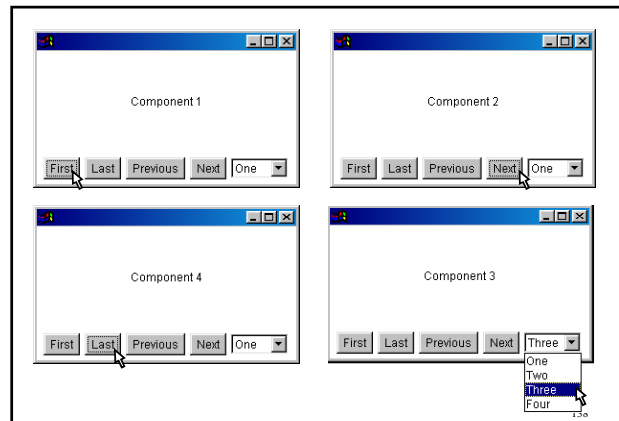 Component 1
First Last Previous Next One
Component 2
First Last Previous Next One
Component 4
First Last Previous Next One
Component 3
First Last Previous Next Three
One
Two
Three
Four
138